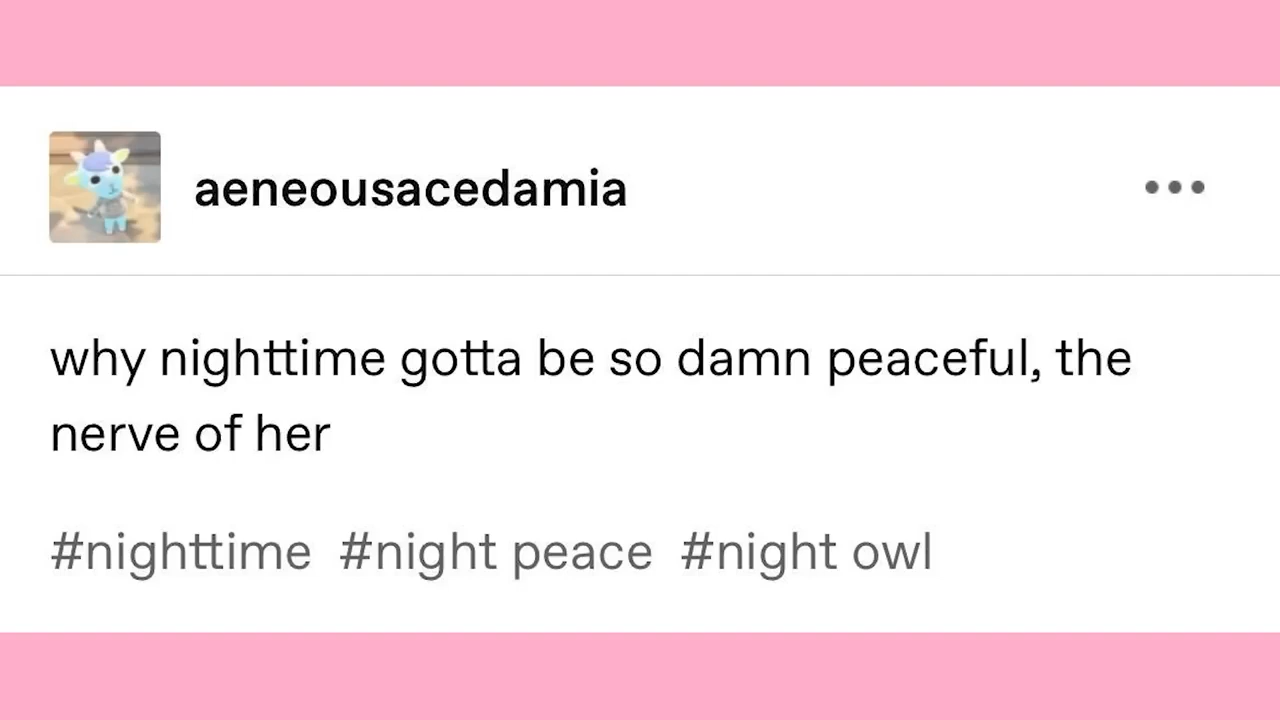 aeneousacedamia
why nighttime gotta be so damn peaceful, the
nerve of her
#nighttime #night peace #night owl